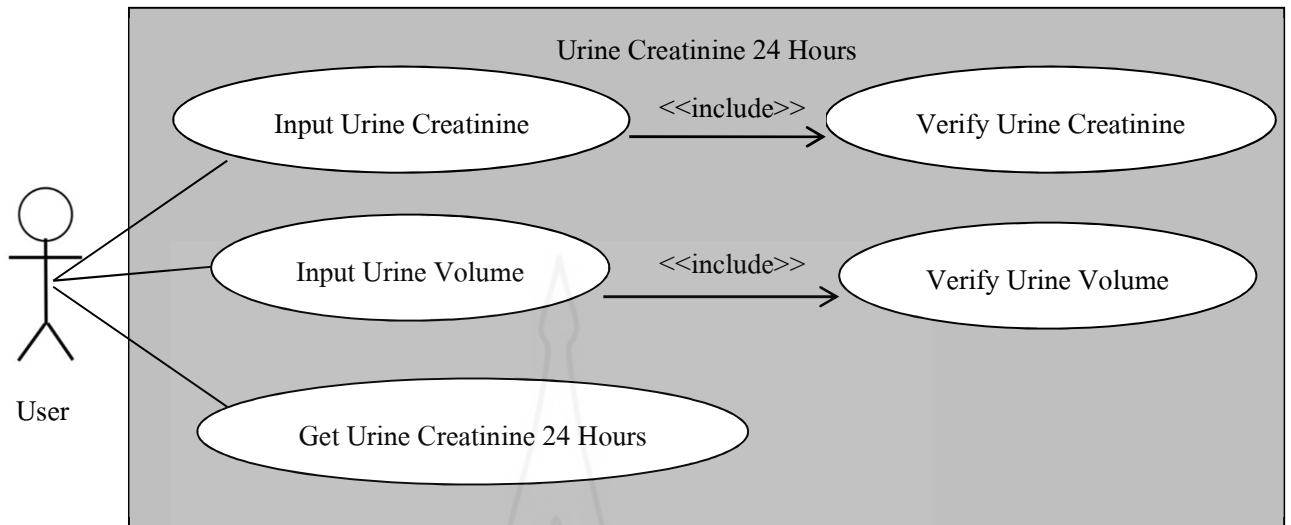 Urine Creatinine 24 Hours
Input Urine Creatinine
<<include>>
Verify Urine Creatinine
Input Urine Volume
<<include>>
Verify Urine Volume
User
Get Urine Creatinine 24 Hours